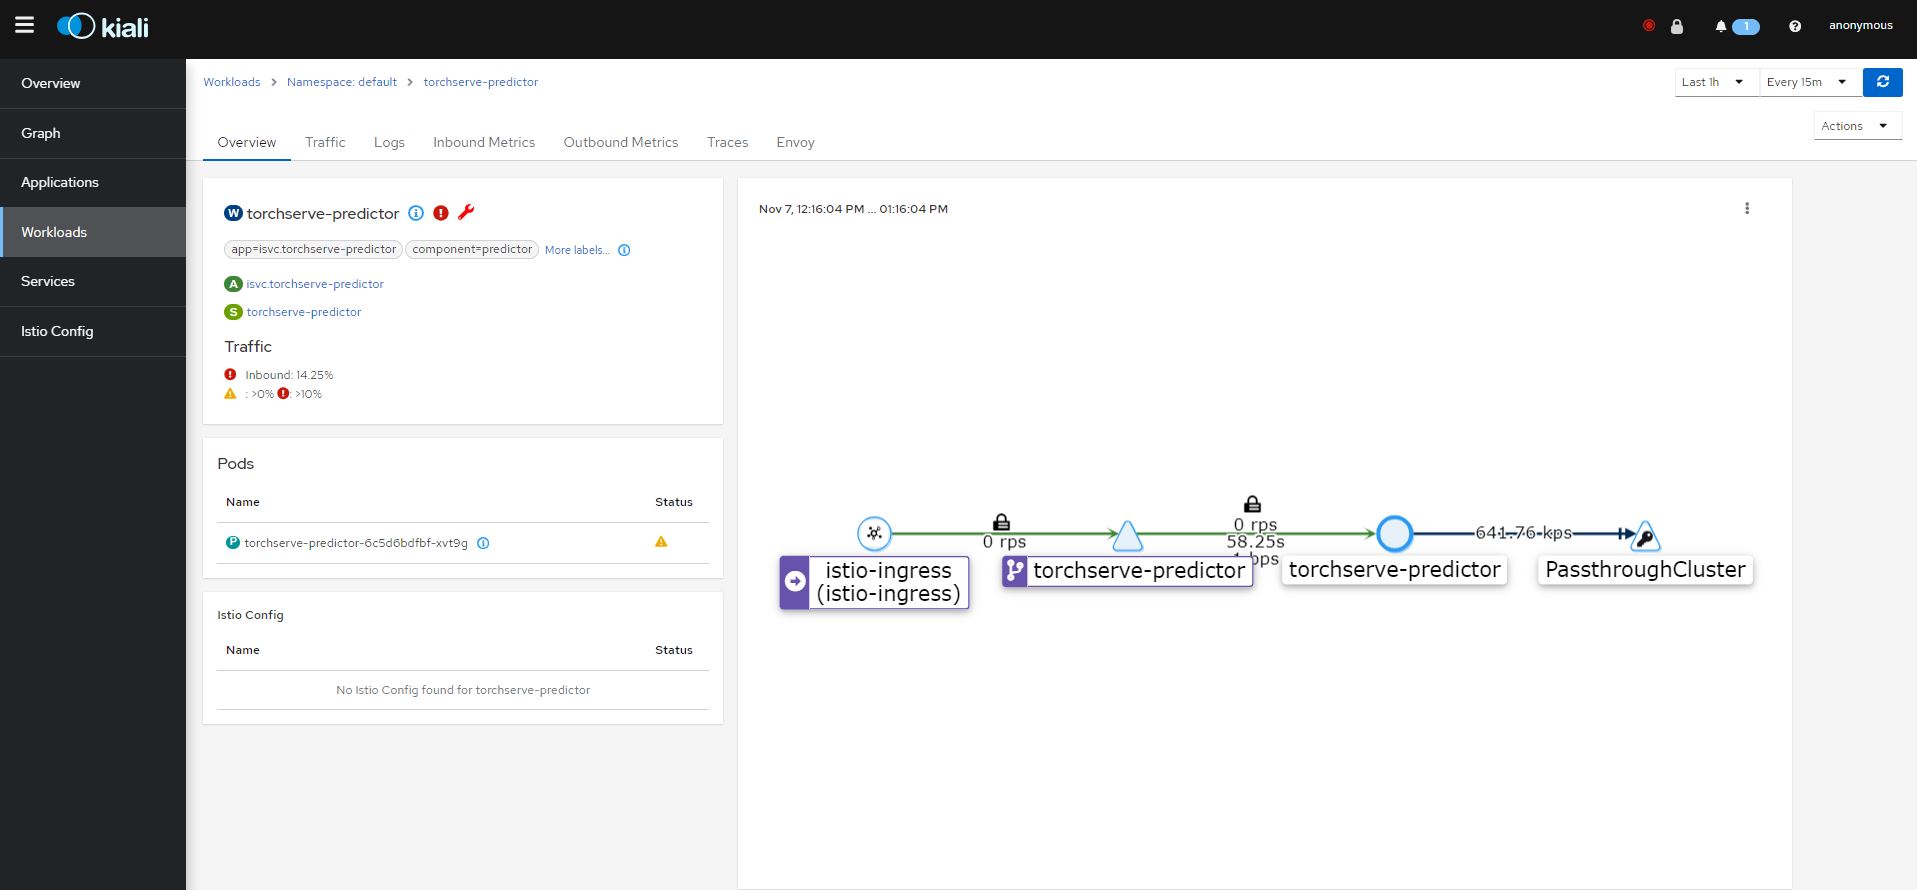 kiali
1
anonymous
Overview
Graph
Applications
Workloads
Services
Istio Config
Workloads > Namespace: default > torchserve-predictor
Last 1h
Every 15m
Actions
Overview Traffic Logs Inbound Metrics Outbound Metrics Traces Envoy
W torchserve-predictor
app=isvc.torchserve-predictor component=predictor More labels...
A isvc.torchserve-predictor
S torchserve-predictor
Traffic
Inbound: 14.25%
: >0% : >10%
Pods
Name Status
P torchserve-predictor-6c5d6bdfbf-xvt9g
Istio Config
Name Status
No Istio Config found for torchserve-predictor
Nov 7, 12:16:04 PM ... 01:16:04 PM
0 rps
0 rps
58.25s
bps
641.76 kps
istio-ingress
(istio-ingress)
torchserve-predictor
torchserve-predictor
PassthroughCluster